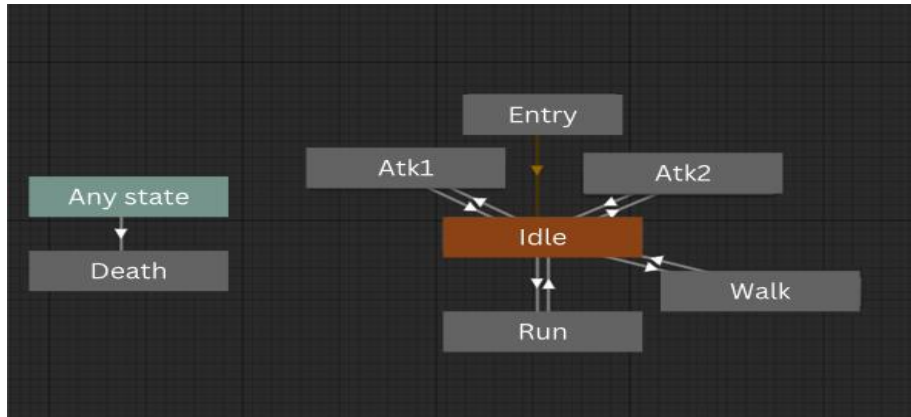 Entry
Atk1
Atk2
Any state
Idle
Death
Walk
Run